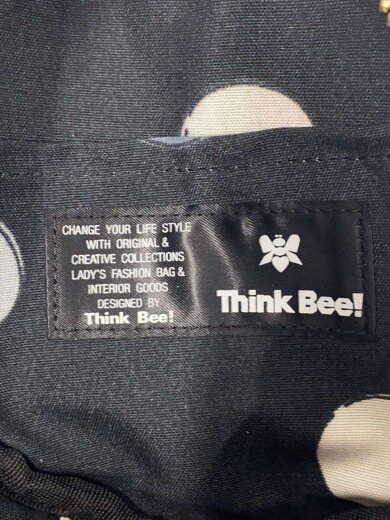 CHANGE YOUR LIFE STYLE
WITH ORIGINAL &
CREATIVE COLLECTIONS
LADY'S FASHION BAG &
INTERIOR GOODS
DESIGNED BY
Think Bee!
Think Bee!